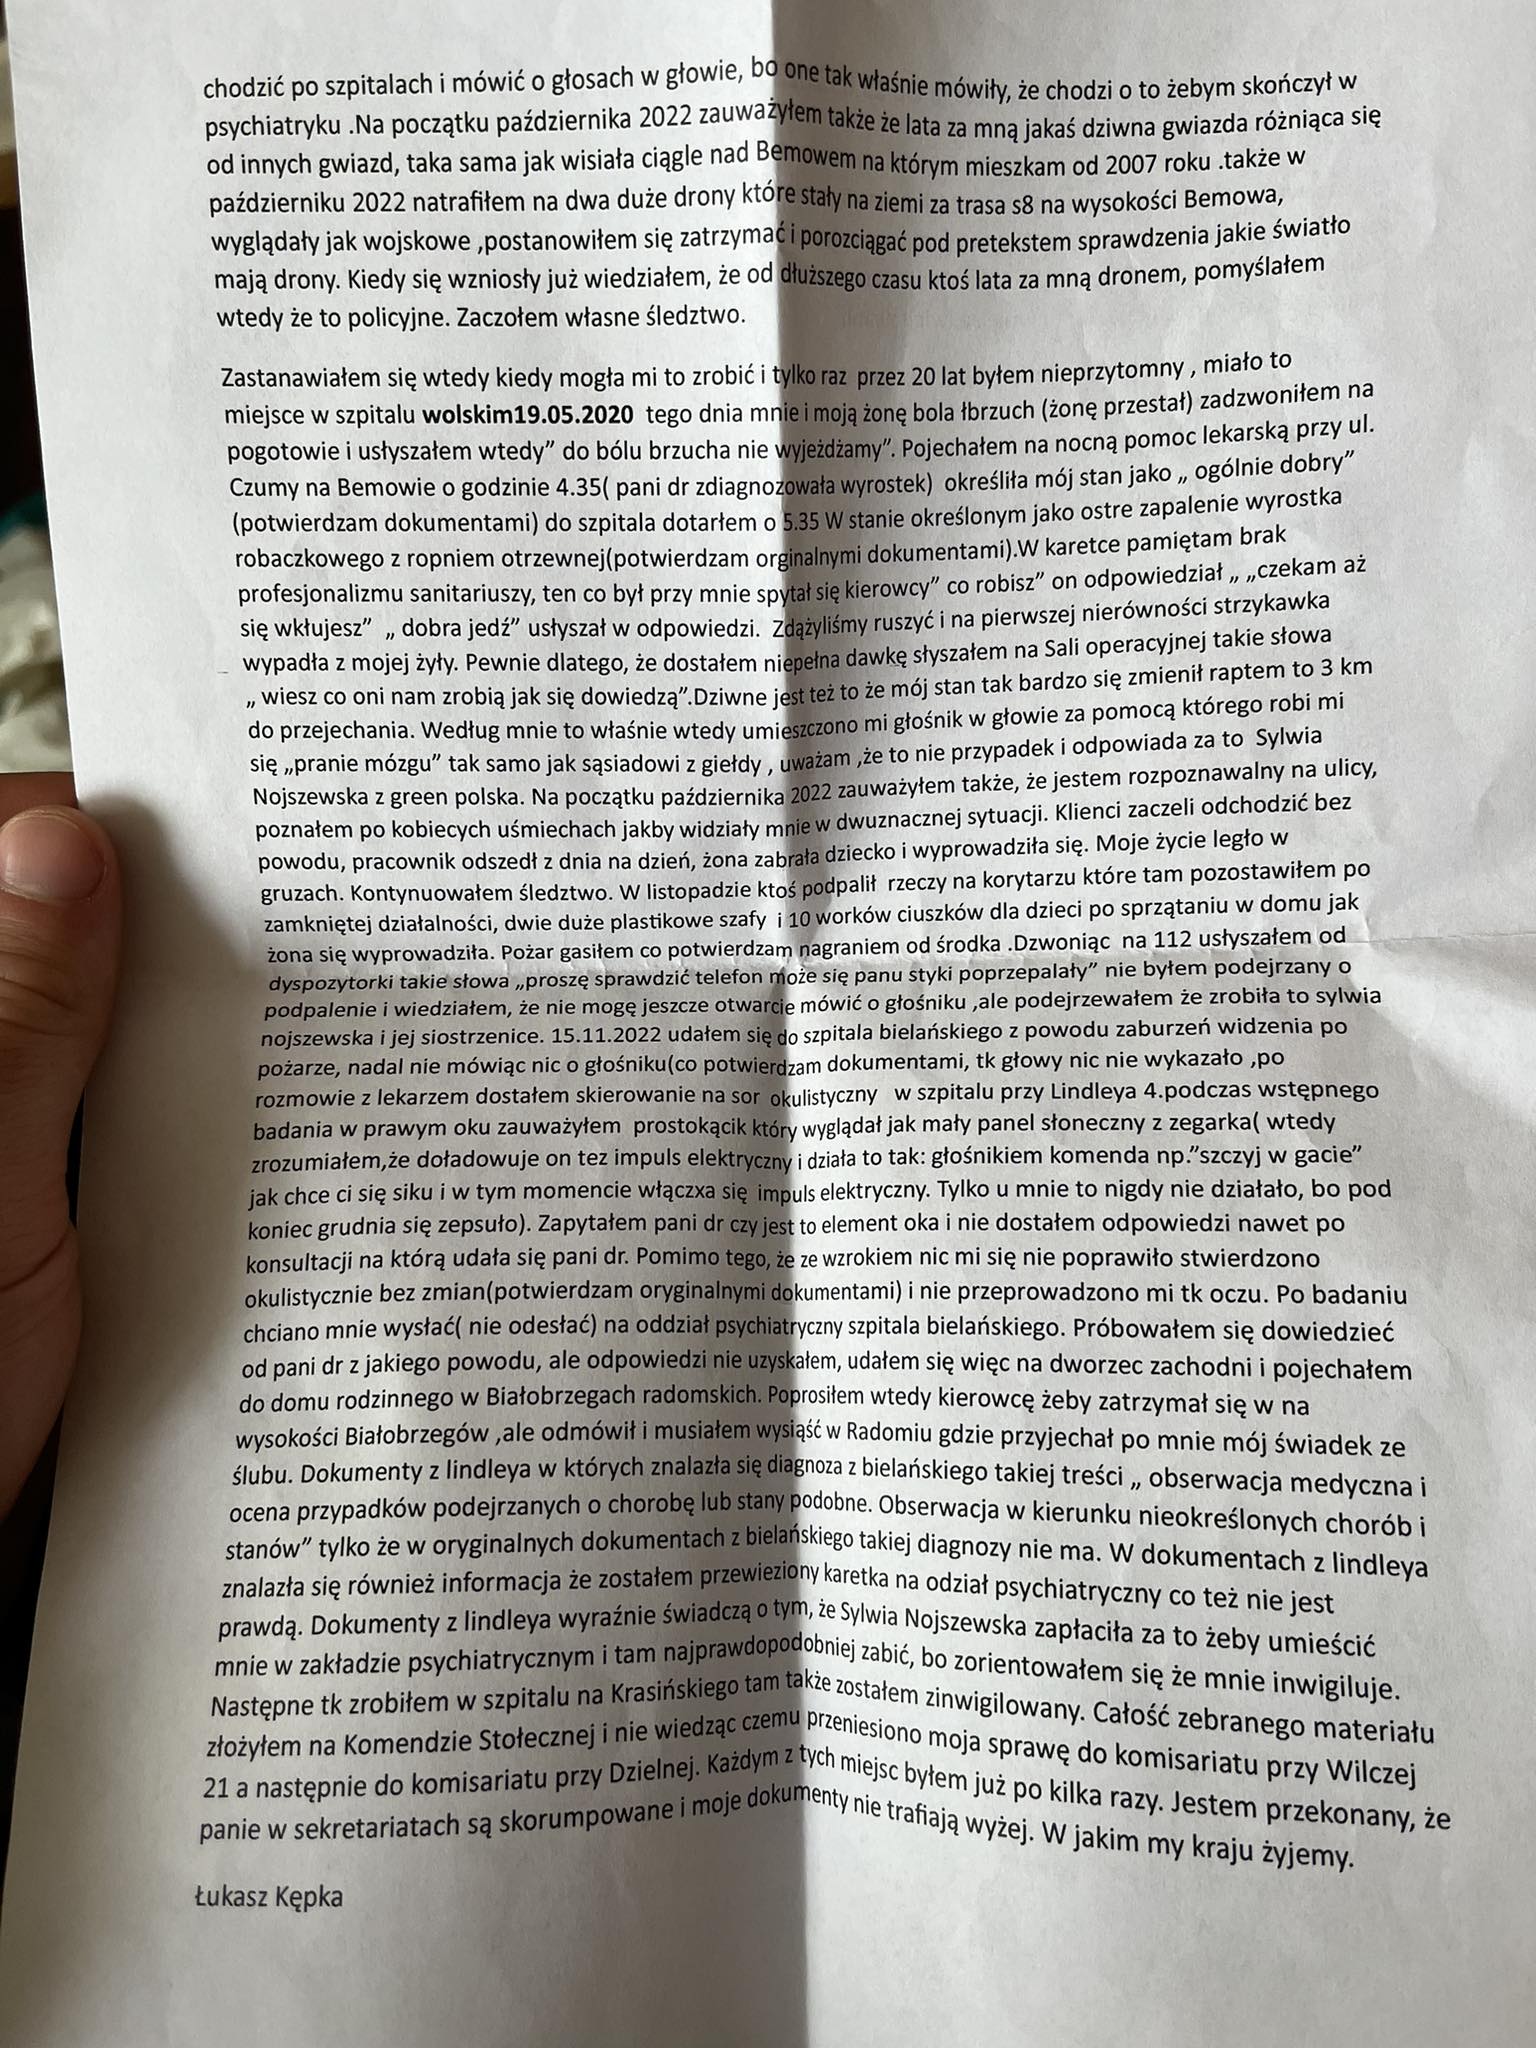 chodzić po szpitalach i mówić o głosach w głowie, bo one tak właśnie mówiły, że chodzi o to żebym skończył w
psychiatryku .Na początku października 2022 zauważyłem także że lata za mną jakaś dziwna gwiazda różniąca się
od innych gwiazd, taka sama jak wisiała ciągle nad Bemowem na którym mieszkam od 2007 roku .także w
październiku 2022 natrafiłem na dwa duże drony które stały na ziemi za trasa s8 na wysokości Bemowa,
wyglądały jak wojskowe ,postanowiłem się zatrzymać i porozciągać pod pretekstem sprawdzenia jakie światło
mają drony. Kiedy się wzniosły już wiedziałem, że od dłuższego czasu ktoś lata za mną dronem, pomyślałem
wtedy że to policyjne. Zaczołem własne śledztwo.
Zastanawiałem się wtedy kiedy mogła mi to zrobić i tylko raz przez 20 lat byłem nieprzytomny , miało to
miejsce w szpitalu wolskim19.05.2020 tego dnia mnie i moją żonę bola łbrzuch (żonę przestał) zadzwoniłem na
pogotowie i usłyszałem wtedy” do bólu brzucha nie wyjeżdżamy”. Pojechałem na nocną pomoc lekarską przy ul.
Czumy na Bemowie o godzinie 4.35( pani dr zdiagnozowała wyrostek) określiła mój stan jako „ ogólnie dobry”
(potwierdzam dokumentami) do szpitala dotarłem o 5.35 W stanie określonym jako ostre zapalenie wyrostka
robaczkowego z ropniem otrzewnej(potwierdzam orginalnymi dokumentami).W karetce pamiętam brak
profesjonalizmu sanitariuszy, ten co był przy mnie spytał się kierowcy” co robisz” on odpowiedział „ „czekam aż
się wkłujesz” „ dobra jedź” usłyszał w odpowiedzi. Zdążyliśmy ruszyć i na pierwszej nierówności strzykawka
wypadła z mojej żyły. Pewnie dlatego, że dostałem niepełna dawkę słyszałem na Sali operacyjnej takie słowa
„ wiesz co oni nam zrobią jak się dowiedzą”.Dziwne jest też to że mój stan tak bardzo się zmienił raptem to 3 km
do przejechania. Według mnie to właśnie wtedy umieszczono mi głośnik w głowie za pomocą którego robi mi
się „pranie mózgu” tak samo jak sąsiadowi z giełdy , uważam ,że to nie przypadek i odpowiada za to Sylwia
Nojszewska z green polska. Na początku października 2022 zauważyłem także, że jestem rozpoznawalny na ulicy,
poznałem po kobiecych uśmiechach jakby widziały mnie w dwuznacznej sytuacji. Klienci zaczeli odchodzić bez
powodu, pracownik odszedł z dnia na dzień, żona zabrała dziecko i wyprowadziła się. Moje życie legło w
gruzach. Kontynuowałem śledztwo. W listopadzie ktoś podpalił rzeczy na korytarzu które tam pozostawiłem po
zamkniętej działalności, dwie duże plastikowe szafy i 10 worków ciuszków dla dzieci po sprzątaniu w domu jak
żona się wyprowadziła. Pożar gasiłem co potwierdzam nagraniem od środka .Dzwoniąc na 112 usłyszałem od
dyspozytorki takie słowa „proszę sprawdzić telefon może się panu styki poprzepalały” nie byłem podejrzany o
podpalenie i wiedziałem, że nie mogę jeszcze otwarcie mówić o głośniku ,ale podejrzewałem że zrobiła to sylwia
nojszewska i jej siostrzenice. 15.11.2022 udałem się do szpitala bielańskiego z powodu zaburzeń widzenia po
pożarze, nadal nie mówiąc nic o głośniku(co potwierdzam dokumentami, tk głowy nic nie wykazało ,po
rozmowie z lekarzem dostałem skierowanie na sor okulistyczny w szpitalu przy Lindleya 4.podczas wstępnego
badania w prawym oku zauważyłem prostokącik który wyglądał jak mały panel słoneczny z zegarka( wtedy
zrozumiałem,że doładowuje on tez impuls elektryczny i działa to tak: głośnikiem komenda np.”szczyj w gacie”
jak chce ci się siku i w tym momencie włączxa się impuls elektryczny. Tylko u mnie to nigdy nie działało, bo pod
koniec grudnia się zepsuło). Zapytałem pani dr czy jest to element oka i nie dostałem odpowiedzi nawet po
konsultacji na którą udała się pani dr. Pomimo tego, że ze wzrokiem nic mi się nie poprawiło stwierdzono
okulistycznie bez zmian(potwierdzam oryginalnymi dokumentami) i nie przeprowadzono mi tk oczu. Po badaniu
chciano mnie wysłać( nie odesłać) na oddział psychiatryczny szpitala bielańskiego. Próbowałem się dowiedzieć
od pani dr z jakiego powodu, ale odpowiedzi nie uzyskałem, udałem się więc na dworzec zachodni i pojechałem
do domu rodzinnego w Białobrzegach radomskich. Poprosiłem wtedy kierowcę żeby zatrzymał się w na
wysokości Białobrzegów ,ale odmówił i musiałem wysiąść w Radomiu gdzie przyjechał po mnie mój świadek ze
ślubu. Dokumenty z lindleya w których znalazła się diagnoza z bielańskiego takiej treści „ obserwacja medyczna i
ocena przypadków podejrzanych o chorobę lub stany podobne. Obserwacja w kierunku nieokreślonych chorób i
stanów” tylko że w oryginalnych dokumentach z bielańskiego takiej diagnozy nie ma. W dokumentach z lindleya
znalazła się również informacja że zostałem przewieziony karetka na odział psychiatryczny co też nie jest
prawdą. Dokumenty z lindleya wyraźnie świadczą o tym, że Sylwia Nojszewska zapłaciła za to żeby umieścić
mnie w zakładzie psychiatrycznym i tam najprawdopodobniej zabić, bo zorientowałem się że mnie inwigiluje.
Następne tk zrobiłem w szpitalu na Krasińskiego tam także zostałem zinwigilowany. Całość zebranego materiału
złożyłem na Komendzie Stołecznej i nie wiedząc czemu przeniesiono moja sprawę do komisariatu przy Wilczej
21 a następnie do komisariatu przy Dzielnej. Każdym z tych miejsc byłem już po kilka razy. Jestem przekonany, że
panie w sekretariatach są skorumpowane i moje dokumenty nie trafiają wyżej. W jakim my kraju żyjemy.
Łukasz Kępka